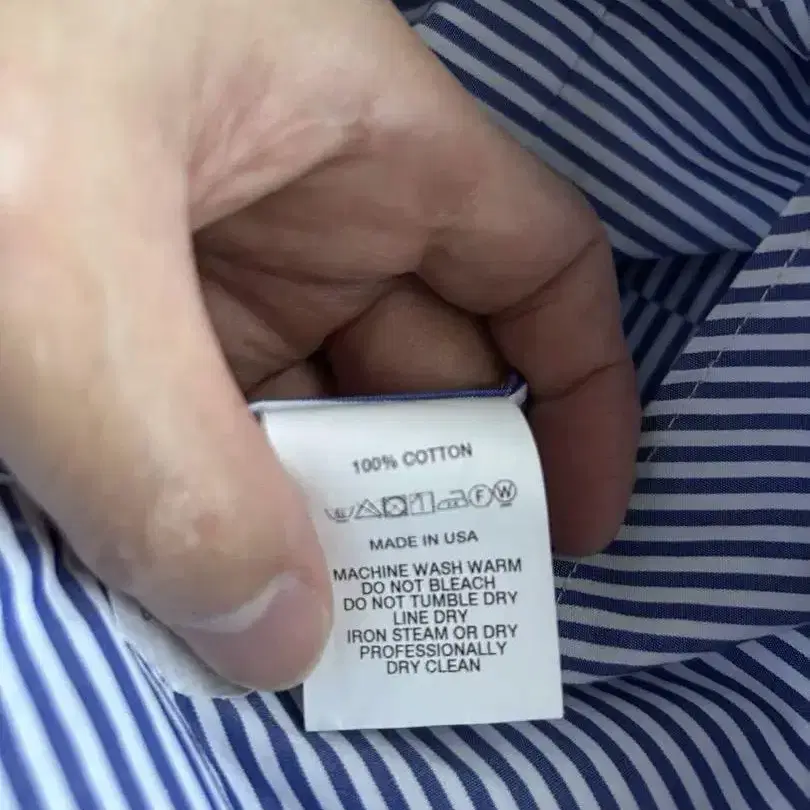 100% COTTON
F W
MADE IN USA
MACHINE WASH WARM
DO NOT BLEACH
DO NOT TUMBLE DRY
LINE DRY
IRON STEAM OR DRY
PROFESSIONALLY
DRY CLEAN